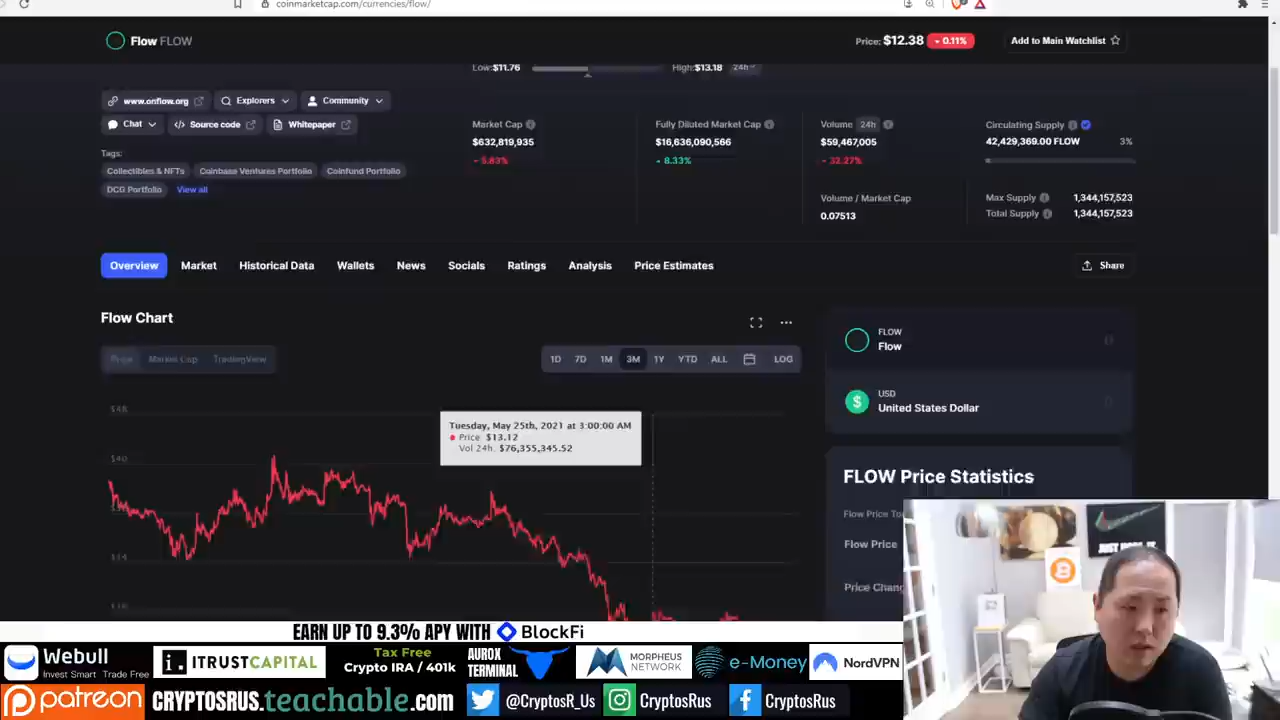 coinmarketcap.com/currencies/flow/
Flow FLOW
Price: $12.38 0.11%
Add to Main Watchlist
Low: $11.76 High: $13.18 24h
www.onflow.org Explorers Community
Chat Source code Whitepaper
Tags:
Collectibles & NFTs Coinbase Ventures Portfolio Coinfund Portfolio
DCG Portfolio View all
Market Cap
$632,819,935
5.83%
Fully Diluted Market Cap
$16,636,090,566
8.33%
Volume 24h
$59,467,005
32.27%
Volume / Market Cap
0.07513
Circulating Supply
42,429,369.00 FLOW 3%
Max Supply 1,344,157,523
Total Supply 1,344,157,523
Overview Market Historical Data Wallets News Socials Ratings Analysis Price Estimates
Share
Flow Chart
Price Market Cap TradingView
1D 7D 1M 3M 1Y YTD ALL LOG
$48
$40
Tuesday, May 25th, 2021 at 3:00:00 AM
Price $13.12
Vol 24h. $76,355,345.52
FLOW
Flow
USD
United States Dollar
FLOW Price Statistics
Flow Price
Price
JUST DO IT.
EARN UP TO 9.3% APY WITH BlockFi
Webull
Invest Smart Trade Free
ITRUSTCAPITAL
Tax Free
Crypto IRA / 401k
AUROX
TERMINAL
MORPHEUS
NETWORK
e-Money
NordVPN
patreon
CRYPTOSRUS.teachable.com
@CryptosR_Us
CryptosRus
CryptosRus